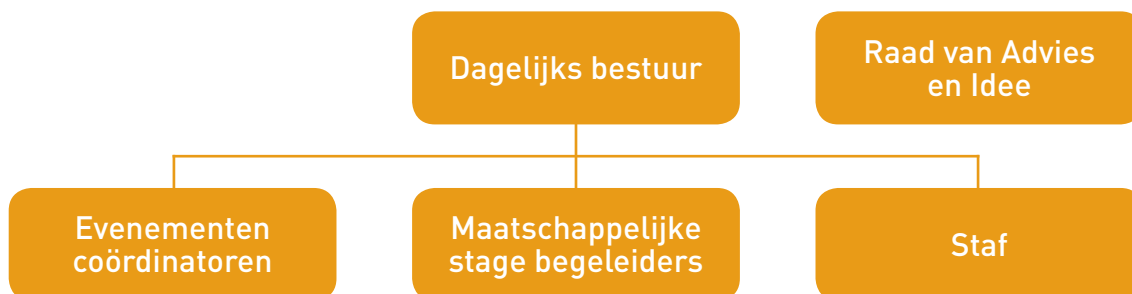 Dagelijks bestuur
Raad van Advies
en Idee
Evenementen
coördinatoren
Maatschappelijke
stage begeleiders
Staf